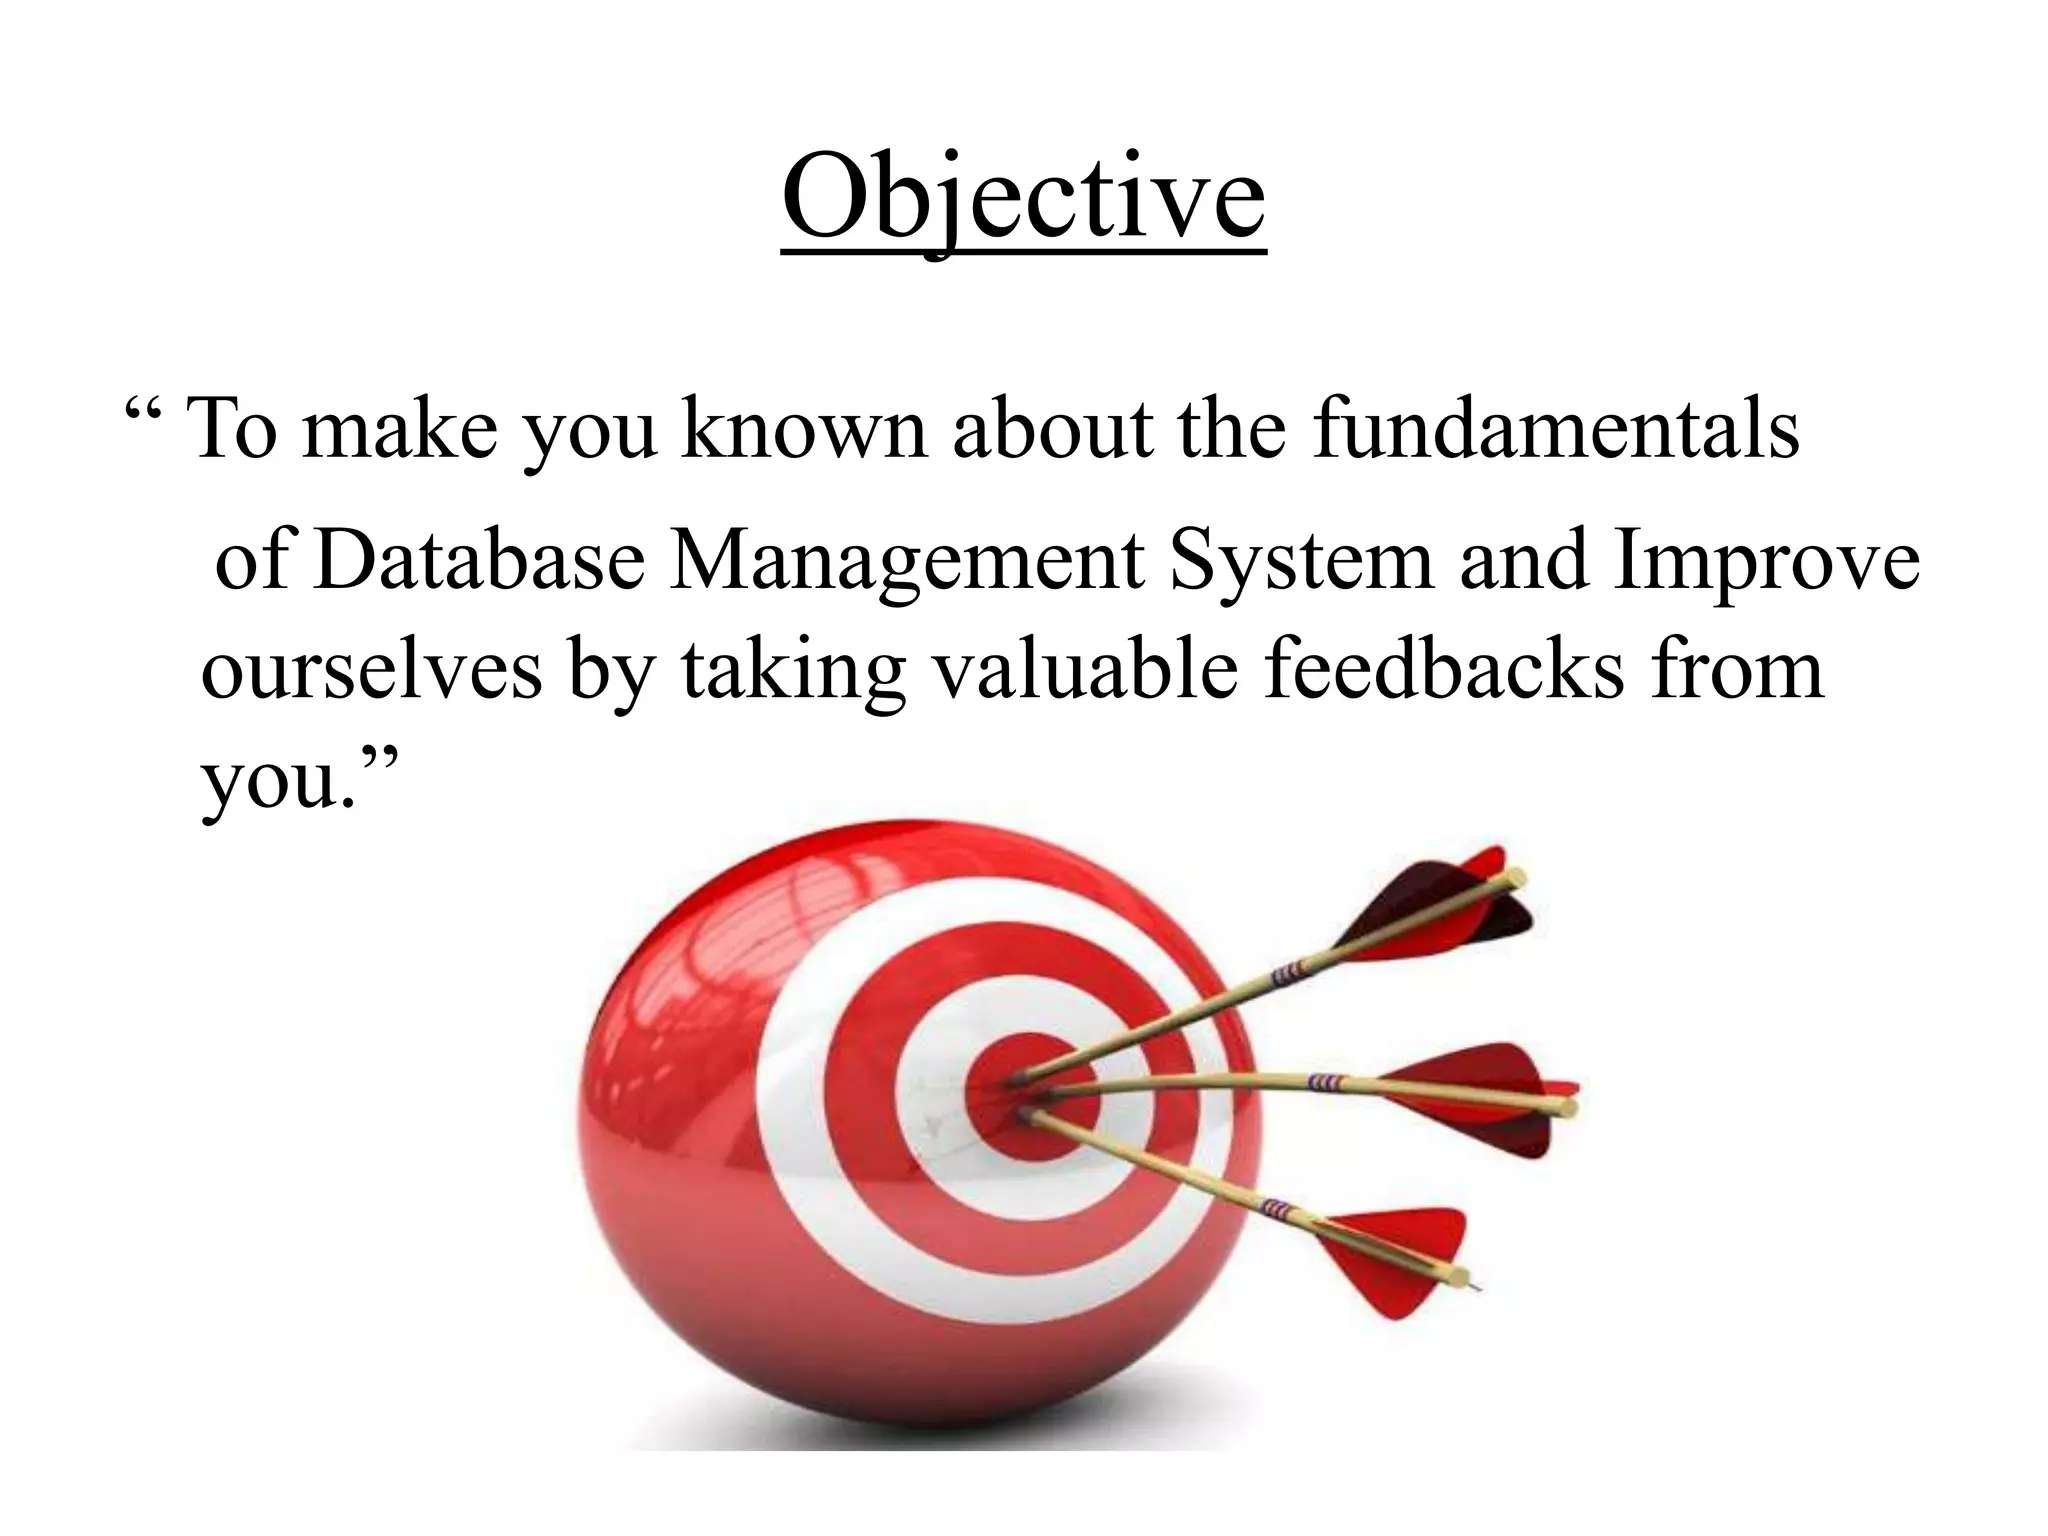 Objective
“ To make you known about the fundamentals
of Database Management System and Improve
ourselves by taking valuable feedbacks from
you.”